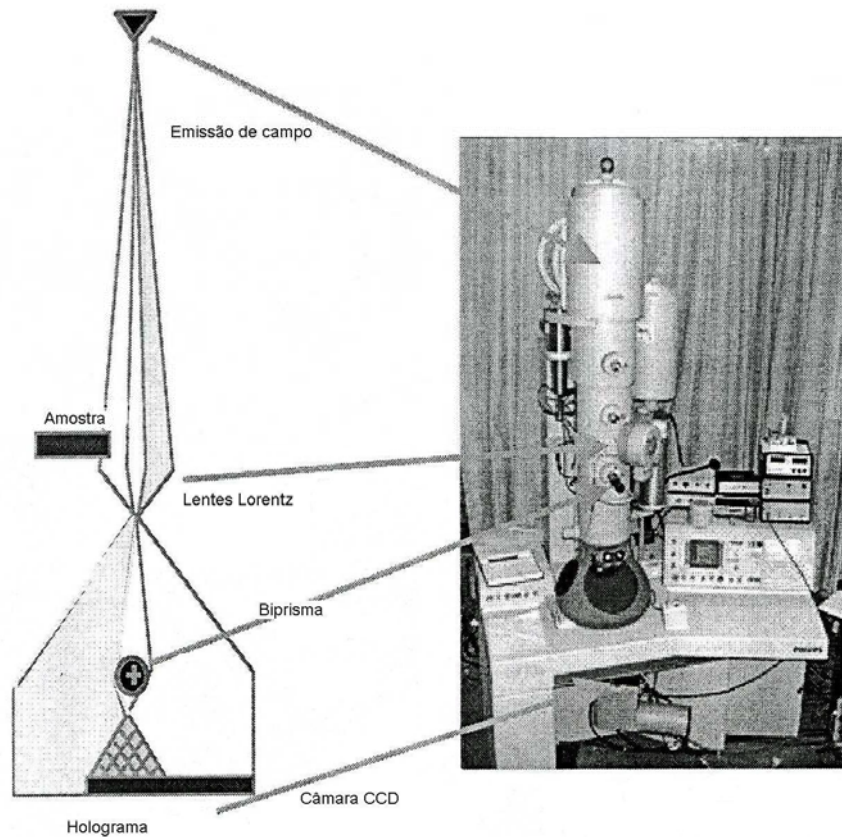 Emissão de campo
Amostra
Lentes Lorentz
Biprisma
PHILIPS
Câmara CCD
Holograma